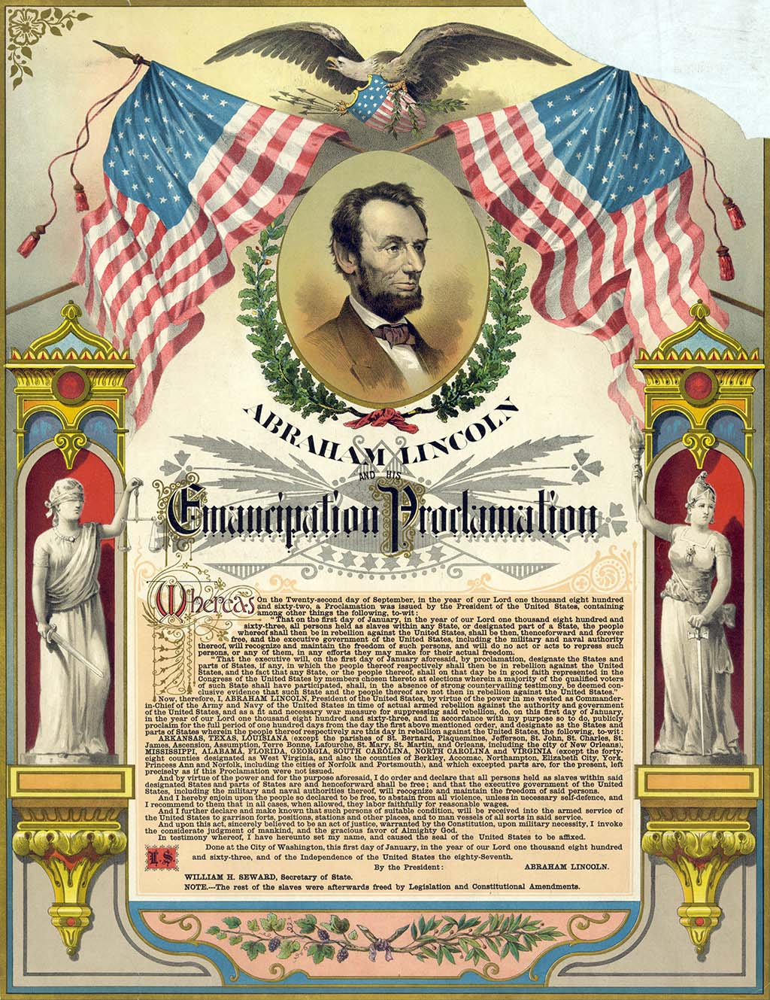 ABRAHAM LINCOLN
AND HIS
Emancipation Proclamation
Whereas On the Twenty-second day of September, in the year of our Lord one thousand eight hundred
and sixty-two, a Proclamation was issued by the President of the United States, containing
among other things the following, to-wit:
"That on the first day of January, in the year of our Lord one thousand eight hundred and
sixty-three, all persons held as slaves within any State, or designated part of a State, the people
whereof shall then be in rebellion against the United States, shall be then, thenceforward and forever
free, and the executive government of the United States, including the military and naval authority
thereof, will recognize and maintain the freedom of such persons, and will do no act or acts to repress such
persons, or any of them, in any efforts they may make for their actual freedom.
"That the executive will, on the first day of January aforesaid, by proclamation, designate the States and
parts of States, if any, in which the people thereof respectively shall then be in rebellion against the United
States, and the fact that any State, or the people thereof, shall on that day be in good faith represented in the
Congress of the United States by members chosen thereto at elections wherein a majority of the qualified voters
of such State shall have participated, shall, in the absence of strong countervailing testimony, be deemed con-
clusive evidence that such State and the people thereof are not then in rebellion against the United States."
Now, therefore, I, ABRAHAM LINCOLN, President of the United States, by virtue of the power in me vested as Commander-
in-Chief of the Army and Navy of the United States in time of actual armed rebellion against the authority and government
of the United States, and as a fit and necessary war measure for suppressing said rebellion, do, on this first day of January,
in the year of our Lord one thousand eight hundred and sixty-three, and in accordance with my purpose so to do, publicly
proclaim for the full period of one hundred days from the day the first above mentioned order, and designate as the States and
parts of States wherein the people thereof respectively are this day in rebellion against the United States, the following, to-wit:
ARKANSAS, TEXAS, LOUISIANA (except the parishes of St. Bernard, Plaquemines, Jefferson, St. John, St. Charles, St.
James, Ascension, Assumption, Terre Bonne, Lafourche, St. Mary, St. Martin, and Orleans, including the city of New Orleans),
MISSISSIPPI, ALABAMA, FLORIDA, GEORGIA, SOUTH CAROLINA, NORTH CAROLINA and VIRGINIA (except the forty-
eight counties designated as West Virginia, and also the counties of Berkley, Accomac, Northampton, Elizabeth City, York,
Princess Ann and Norfolk, including the cities of Norfolk and Portsmouth), and which excepted parts are, for the present, left
precisely as if this Proclamation were not issued.
And by virtue of the power and for the purpose aforesaid, I do order and declare that all persons held as slaves within said
designated States and parts of States are and henceforward shall be free; and that the executive government of the United
States, including the military and naval authorities thereof, will recognize and maintain the freedom of said persons.
And I hereby enjoin upon the people so declared to be free, to abstain from all violence, unless in necessary self-defence, and
I recommend to them that in all cases, when allowed, they labor faithfully for reasonable wages.
And I further declare and make known that such persons of suitable condition, will be received into the armed service of
the United States to garrison forts, positions, stations and other places, and to man vessels of all sorts in said service.
And upon this act, sincerely believed to be an act of justice, warranted by the Constitution, upon military necessity, I invoke
the considerate judgment of mankind, and the gracious favor of Almighty God.
In testimony whereof, I have hereunto set my name, and caused the seal of the United States to be affixed.
L.S Done at the City of Washington, this first day of January, in the year of our Lord one thousand eight hundred
and sixty-three, and of the Independence of the United States the eighty-Seventh.
By the President: ABRAHAM LINCOLN.
WILLIAM H. SEWARD, Secretary of State.
NOTE.---The rest of the slaves were afterwards freed by Legislation and Constitutional Amendments.